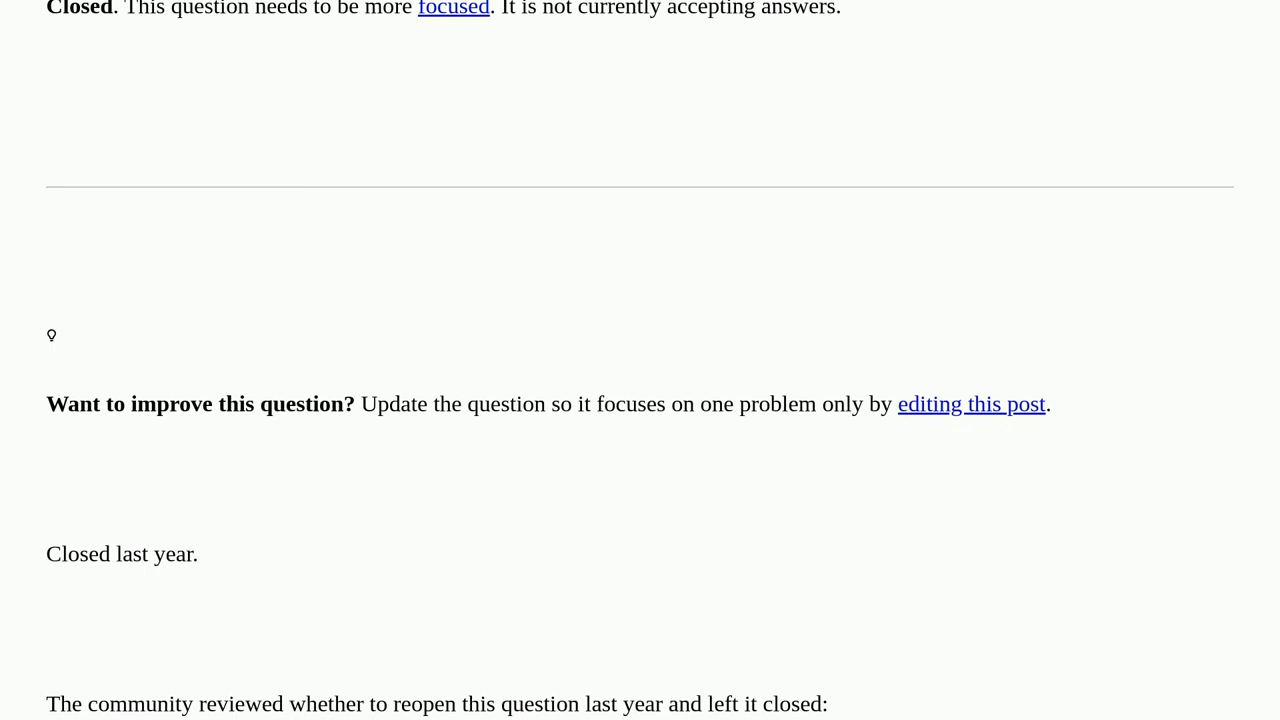 Closed. This question needs to be more focused. It is not currently accepting answers.
Want to improve this question? Update the question so it focuses on one problem only by editing this post.
Closed last year.
The community reviewed whether to reopen this question last year and left it closed: